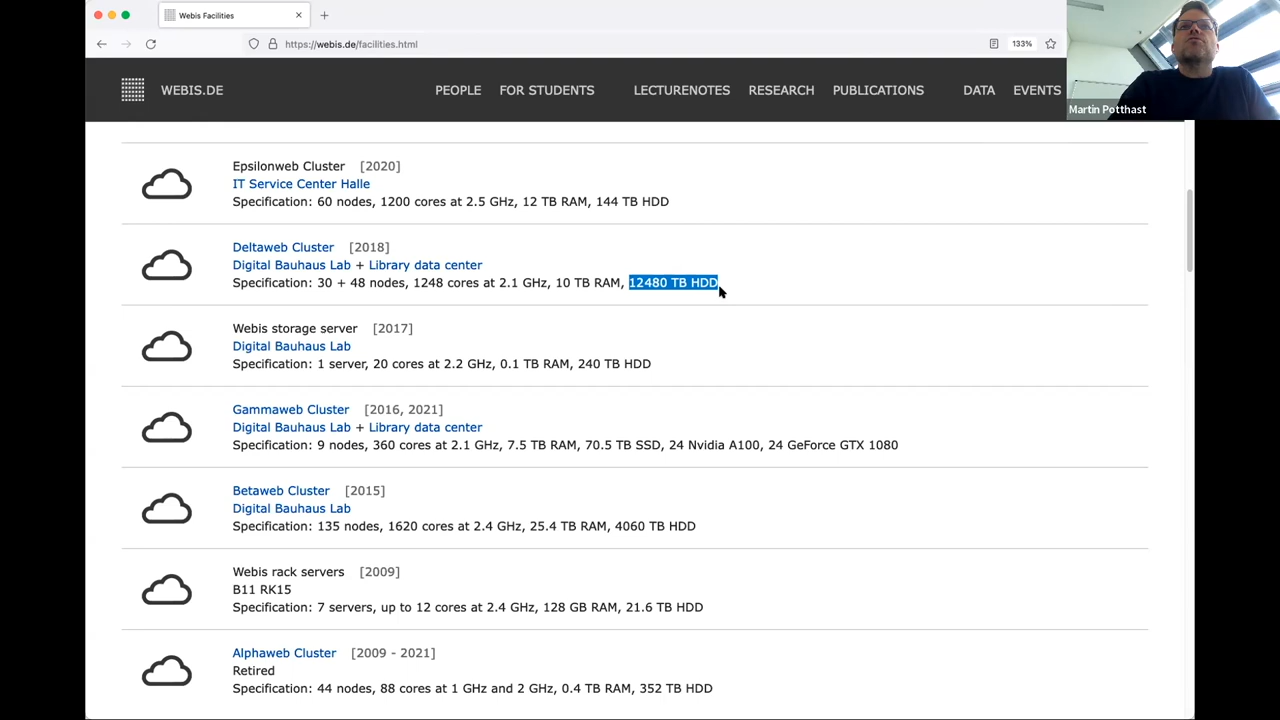 Webis Facilities
https://webis.de/facilities.html
133%
Martin Potthast
WEBIS.DE
PEOPLE
FOR STUDENTS
LECTURENOTES
RESEARCH
PUBLICATIONS
DATA
EVENTS
Epsilonweb Cluster [2020]
IT Service Center Halle
Specification: 60 nodes, 1200 cores at 2.5 GHz, 12 TB RAM, 144 TB HDD
Deltaweb Cluster [2018]
Digital Bauhaus Lab + Library data center
Specification: 30 + 48 nodes, 1248 cores at 2.1 GHz, 10 TB RAM, 12480 TB HDD
Webis storage server [2017]
Digital Bauhaus Lab
Specification: 1 server, 20 cores at 2.2 GHz, 0.1 TB RAM, 240 TB HDD
Gammaweb Cluster [2016, 2021]
Digital Bauhaus Lab + Library data center
Specification: 9 nodes, 360 cores at 2.1 GHz, 7.5 TB RAM, 70.5 TB SSD, 24 Nvidia A100, 24 GeForce GTX 1080
Betaweb Cluster [2015]
Digital Bauhaus Lab
Specification: 135 nodes, 1620 cores at 2.4 GHz, 25.4 TB RAM, 4060 TB HDD
Webis rack servers [2009]
B11 RK15
Specification: 7 servers, up to 12 cores at 2.4 GHz, 128 GB RAM, 21.6 TB HDD
Alphaweb Cluster [2009 - 2021]
Retired
Specification: 44 nodes, 88 cores at 1 GHz and 2 GHz, 0.4 TB RAM, 352 TB HDD